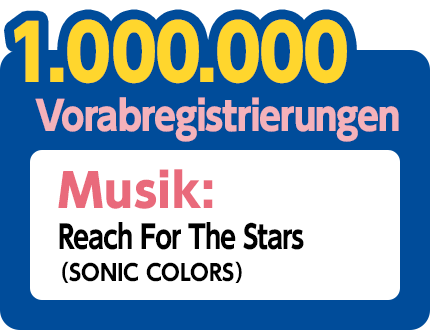 1.000.000
Vorabregistrierungen
Musik:
Reach For The Stars
(SONIC COLORS)